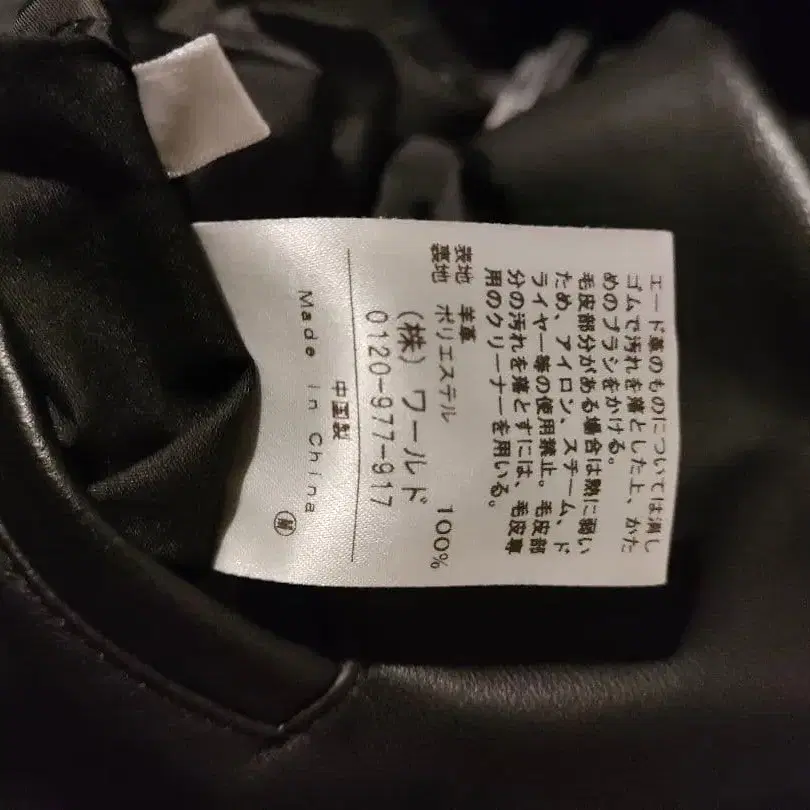 エード革のものについては消し
ゴムで汚れを落とした上、かた
めのブラシをかける。
毛皮部分がある場合は熱に弱い
ため、アイロン、スチーム、ド
ライヤー等の使用禁止。毛皮部
分の汚れを落とすには、毛皮専
用のクリーナーを用いる。
表地 羊革
裏地 ポリエステル 100%
(株)ワールド
0120-977-917
中国製
Made in China